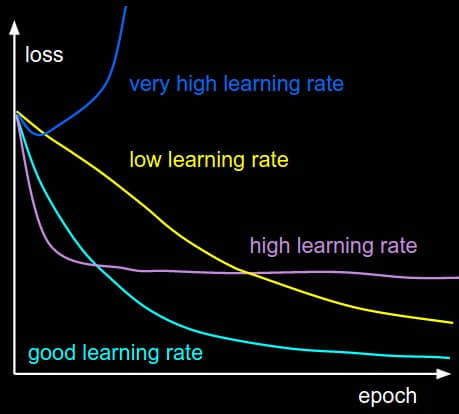 loss
very high learning rate
low learning rate
high learning rate
good learning rate
epoch